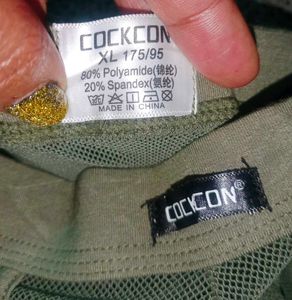 COCKCON
XL 175/95
80% Polyamide(锦纶)
20% Spandex(氨纶)
MADE IN CHINA
COCKCON®